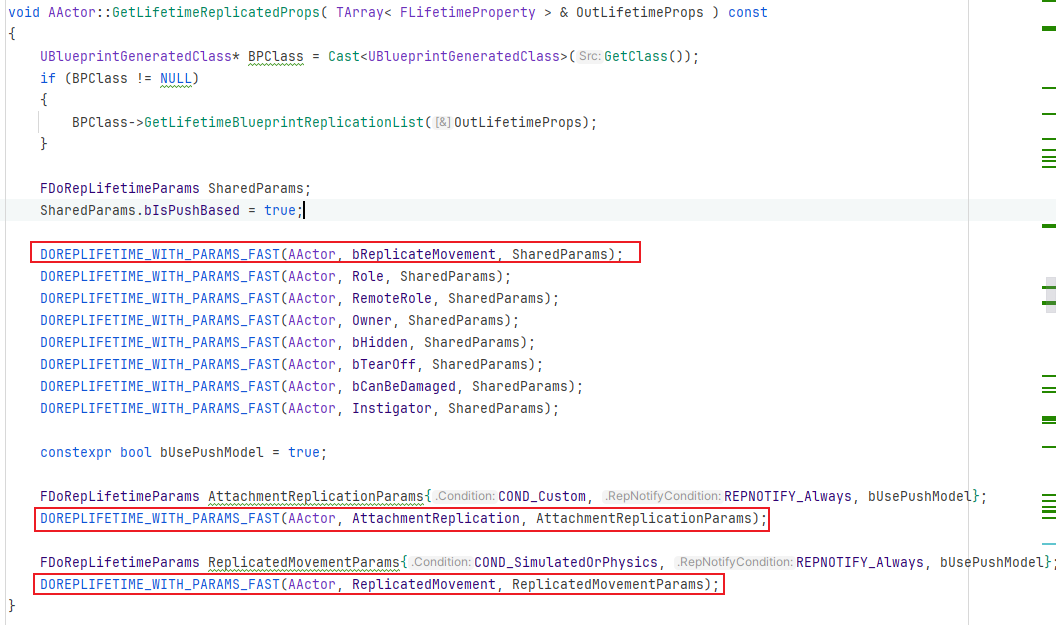 void AActor::GetLifetimeReplicatedProps( TArray< FLifetimeProperty > & OutLifetimeProps ) const
{
    UBlueprintGeneratedClass* BPClass = Cast<UBlueprintGeneratedClass>( Src: GetClass());
    if (BPClass != NULL)
    {
        BPClass->GetLifetimeBlueprintReplicationList( [&] OutLifetimeProps);
    }

    FDoRepLifetimeParams SharedParams;
    SharedParams.bIsPushBased = true;

    DOREPLIFETIME_WITH_PARAMS_FAST(AActor, bReplicateMovement, SharedParams);
    DOREPLIFETIME_WITH_PARAMS_FAST(AActor, Role, SharedParams);
    DOREPLIFETIME_WITH_PARAMS_FAST(AActor, RemoteRole, SharedParams);
    DOREPLIFETIME_WITH_PARAMS_FAST(AActor, Owner, SharedParams);
    DOREPLIFETIME_WITH_PARAMS_FAST(AActor, bHidden, SharedParams);
    DOREPLIFETIME_WITH_PARAMS_FAST(AActor, bTearOff, SharedParams);
    DOREPLIFETIME_WITH_PARAMS_FAST(AActor, bCanBeDamaged, SharedParams);
    DOREPLIFETIME_WITH_PARAMS_FAST(AActor, Instigator, SharedParams);

    constexpr bool bUsePushModel = true;

    FDoRepLifetimeParams AttachmentReplicationParams{ .Condition: COND_Custom, .RepNotifyCondition: REPNOTIFY_Always, bUsePushModel};
    DOREPLIFETIME_WITH_PARAMS_FAST(AActor, AttachmentReplication, AttachmentReplicationParams);

    FDoRepLifetimeParams ReplicatedMovementParams{ .Condition: COND_SimulatedOrPhysics, .RepNotifyCondition: REPNOTIFY_Always, bUsePushModel};
    DOREPLIFETIME_WITH_PARAMS_FAST(AActor, ReplicatedMovement, ReplicatedMovementParams);
}